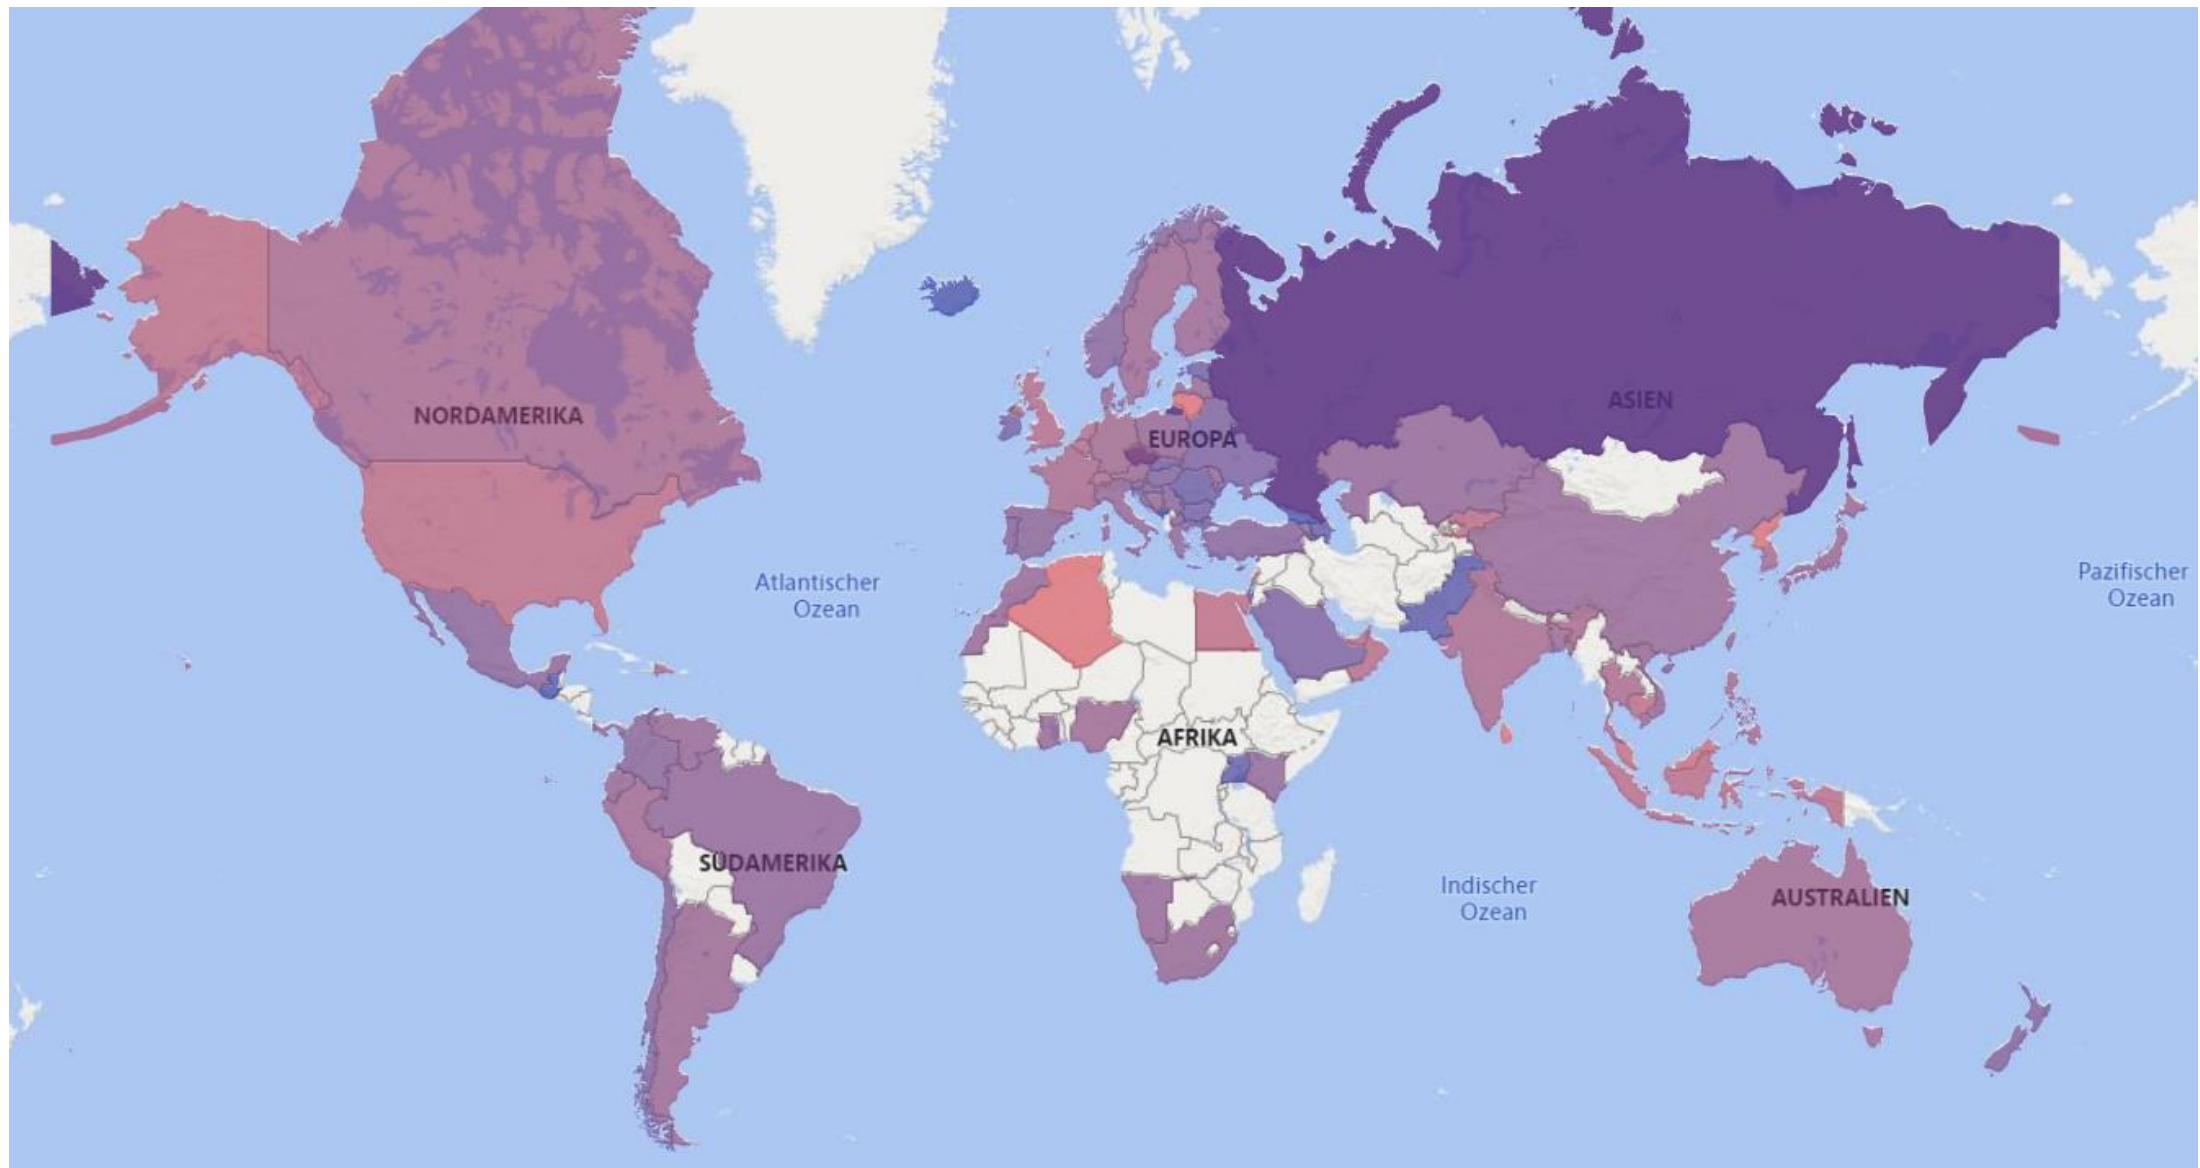 ASIEN
NORDAMERIKA
EUROPA
Atlantischer
Ozean
Pazifischer
Ozean
AFRIKA
SÜDAMERIKA
Indischer
Ozean
AUSTRALIEN